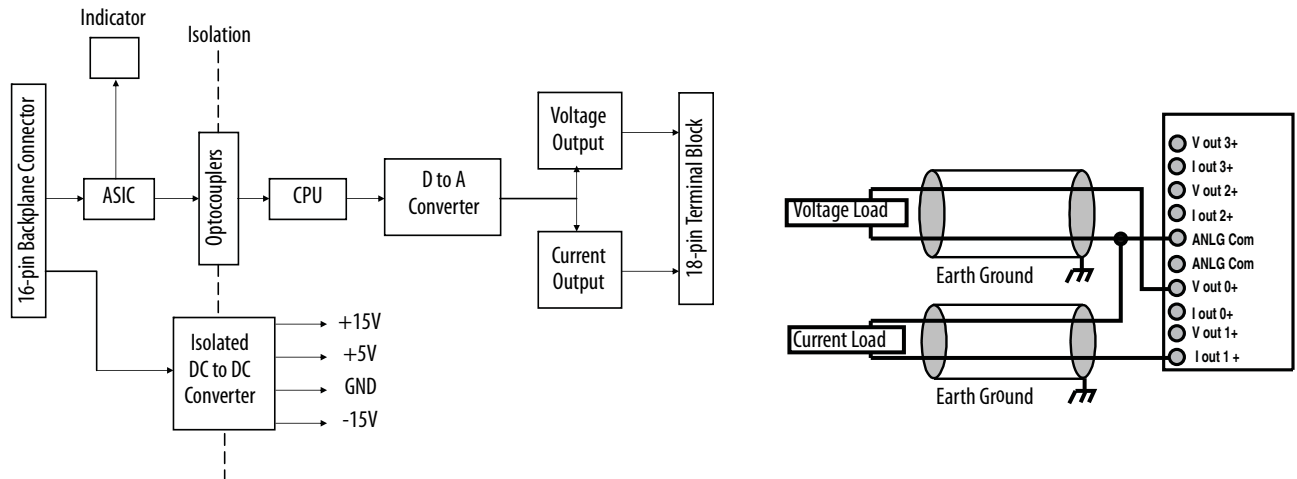 Indicator
Isolation
16-pin Backplane Connector
ASIC
Optocouplers
CPU
D to A
Converter
Voltage
Output
Current
Output
18-pin Terminal Block
Isolated
DC to DC
Converter
+15V
+5V
GND
-15V
Voltage Load
Earth Ground
Current Load
Earth Ground
V out 3+
I out 3+
V out 2+
I out 2+
ANLG Com
ANLG Com
V out 0+
I out 0+
V out 1+
I out 1 +